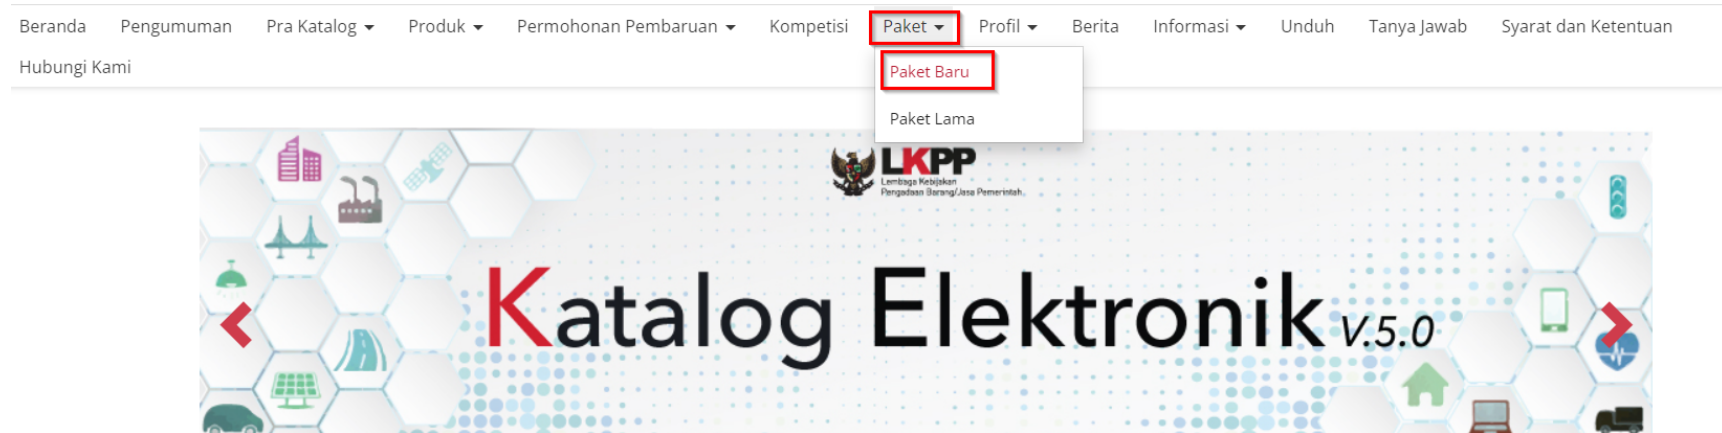 Beranda Pengumuman Pra Katalog Produk Permohonan Pembaruan Kompetisi Paket Profil Berita Informasi Unduh Tanya Jawab Syarat dan Ketentuan
Hubungi Kami
Paket Baru
Paket Lama
LKPP
Lembaga Kebijakan
Pengadaan Barang/Jasa Pemerintah
Katalog Elektronik V.5.0